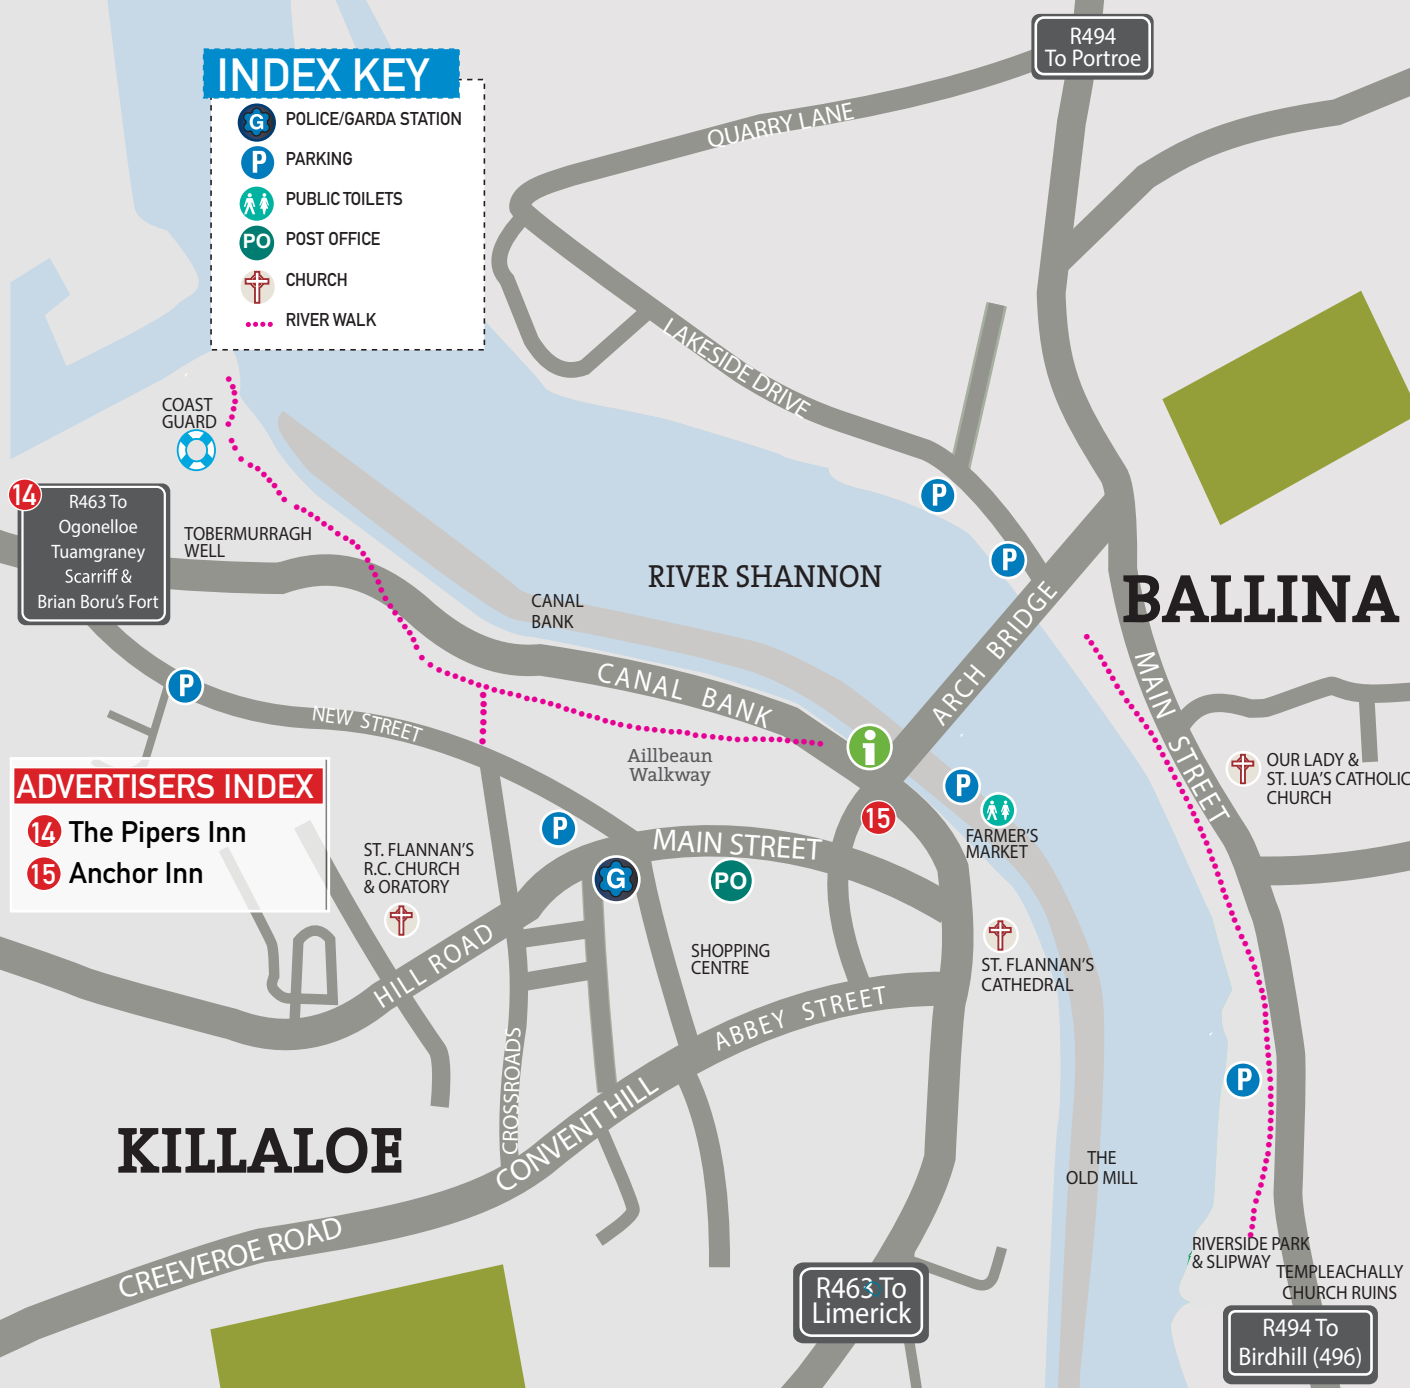 R494
To Portroe
INDEX KEY
G
POLICE/GARDA STATION
P
PARKING
PUBLIC TOILETS
PO
POST OFFICE
CHURCH
RIVER WALK
QUARRY LANE
LAKESIDE DRIVE
COAST
GUARD
14
R463 To
Ogonelloe
Tuamgraney
Scarriff &
Brian Boru's Fort
TOBERMURRAGH
WELL
P
P
RIVER SHANNON
CANAL
BANK
ARCH BRIDGE
BALLINA
CANAL BANK
MAIN STREET
P
NEW STREET
Aillbeaun
Walkway
i
P
OUR LADY &
ST. LUA'S CATHOLIC
CHURCH
ADVERTISERS INDEX
14 The Pipers Inn
15 Anchor Inn
15
FARMER'S
MARKET
P
MAIN STREET
ST. FLANNAN'S
R.C. CHURCH
& ORATORY
G
PO
HILL ROAD
SHOPPING
CENTRE
ST. FLANNAN'S
CATHEDRAL
ABBEY STREET
CROSSROADS
P
CONVENT HILL
KILLALOE
THE
OLD MILL
CREEVEROE ROAD
RIVERSIDE PARK
& SLIPWAY
TEMPLEACHALLY
CHURCH RUINS
R463 To
Limerick
R494 To
Birdhill (496)